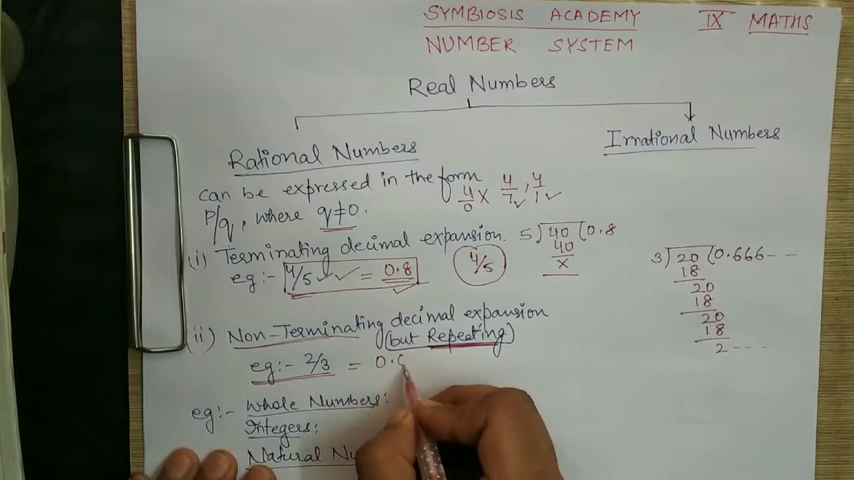 SYMBIOSIS ACADEMY IX MATHS
NUMBER SYSTEM
Real Numbers
Rational Numbers
Irrational Numbers
can be expressed in the form
P/q, where q≠0.
4/0 × 4/7 ✓, 4/1 ✓
(i) Terminating decimal expansion.
eg:- 4/5 ✓✓ = 0.8 ✓
4/5
5) 40 (0.8
40
×
3) 20 (0.666--
18
20
18
20
18
2----
(ii) Non-Terminating decimal expansion
(but Repeating)
eg:- 2/3 = 0.
eg:- Whole Numbers:
Integers:
Natural